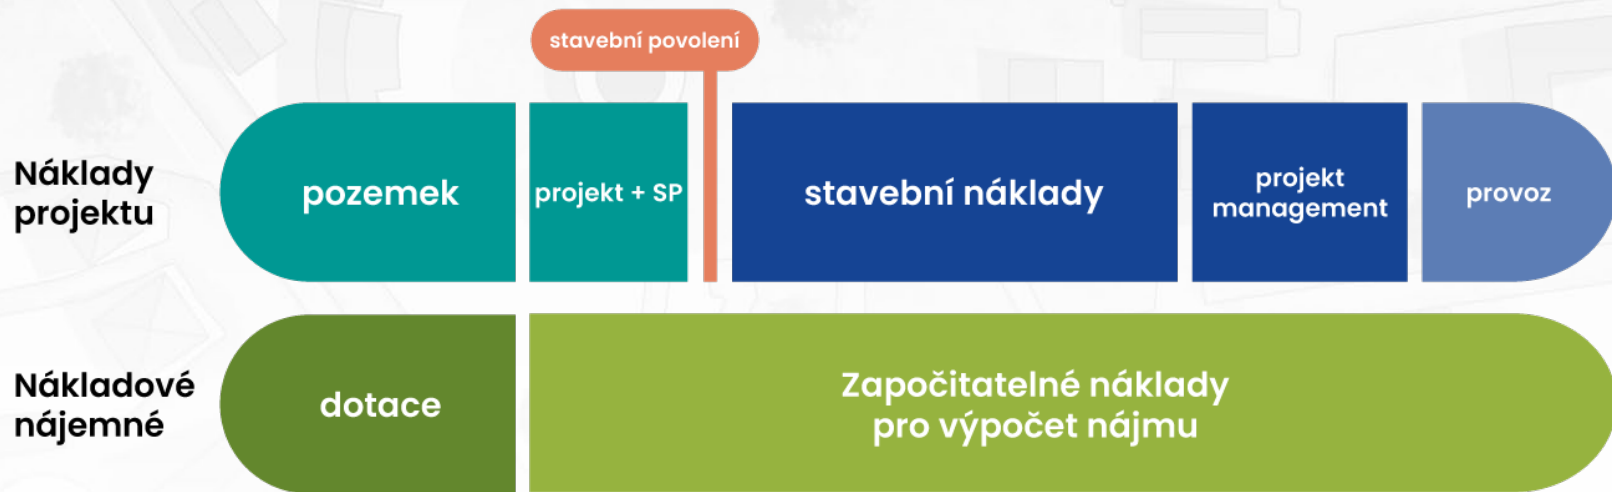 stavební povolení
Náklady
projektu
pozemek
projekt + SP
stavební náklady
projekt
management
provoz
Nákladové
nájemné
dotace
Započitatelné náklady
pro výpočet nájmu